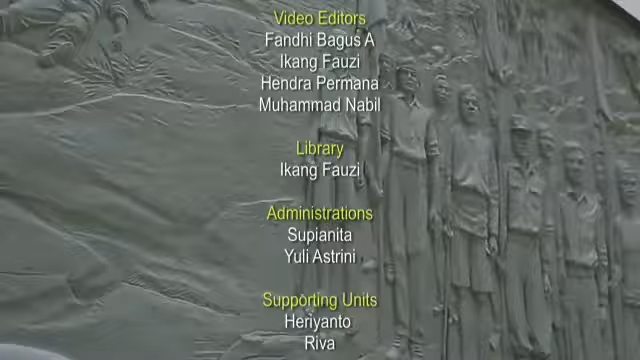 Video Editors
Fandhi Bagus A
Ikang Fauzi
Hendra Permana
Muhammad Nabil
Library
Ikang Fauzi
Administrations
Supianita
Yuli Astrini
Supporting Units
Heriyanto
Riva